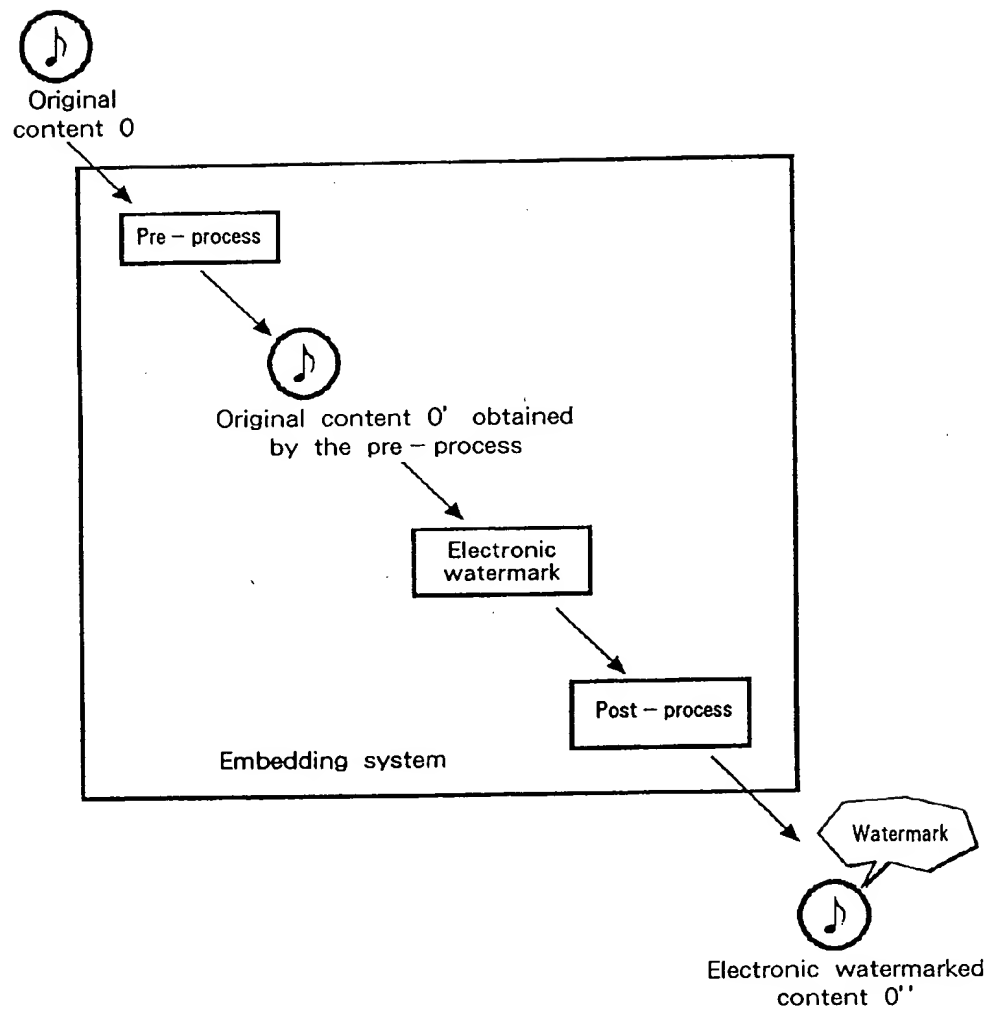 Original
content 0
Pre - process
Original content 0' obtained
by the pre - process
Electronic
watermark
Post - process
Embedding system
Watermark
Electronic watermarked
content 0''